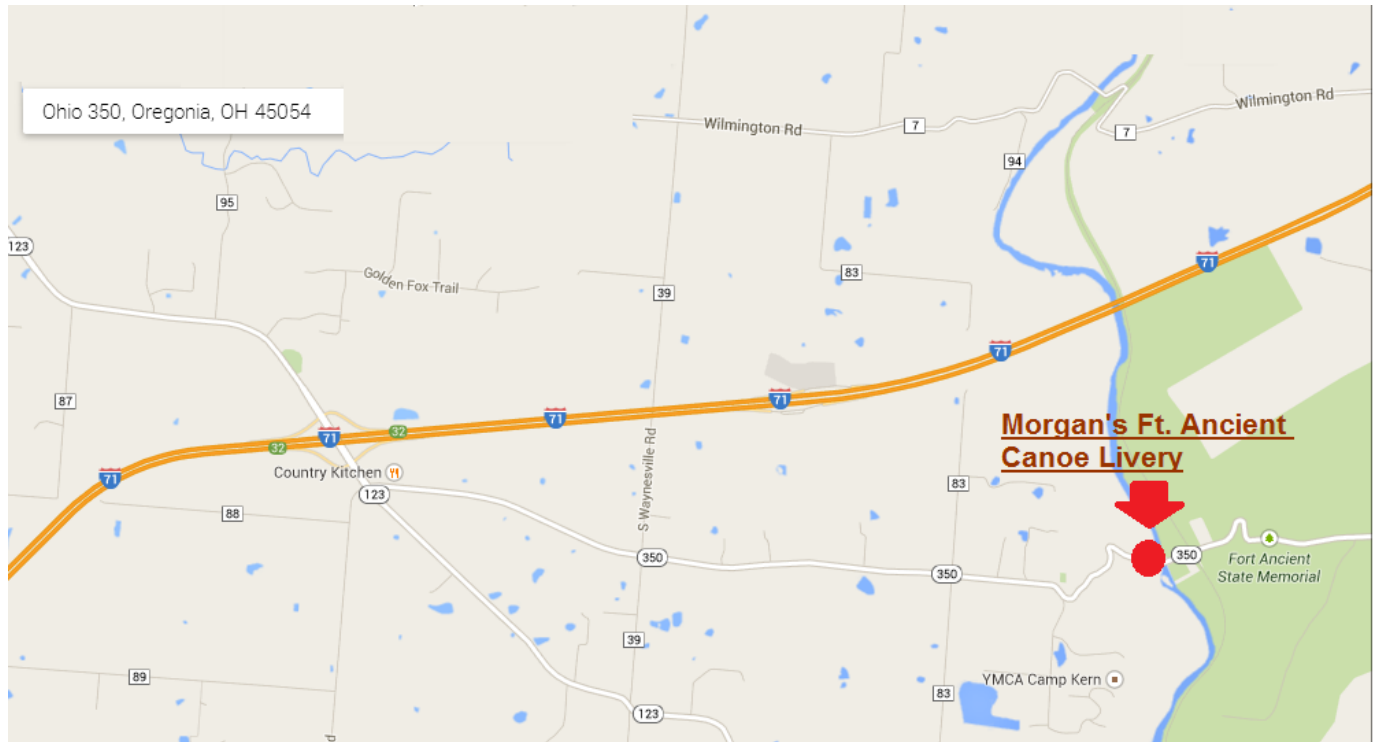 Ohio 350, Oregonia, OH 45054
Wilmington Rd
7
Wilmington Rd
7
94
95
123
71
83
Golden Fox Trail
39
71
71
87
71
32
71
32
Morgan's Ft. Ancient
Canoe Livery
S Waynesville Rd
Country Kitchen
71
123
83
88
350
350
350
Fort Ancient
State Memorial
39
89
YMCA Camp Kern
83
123